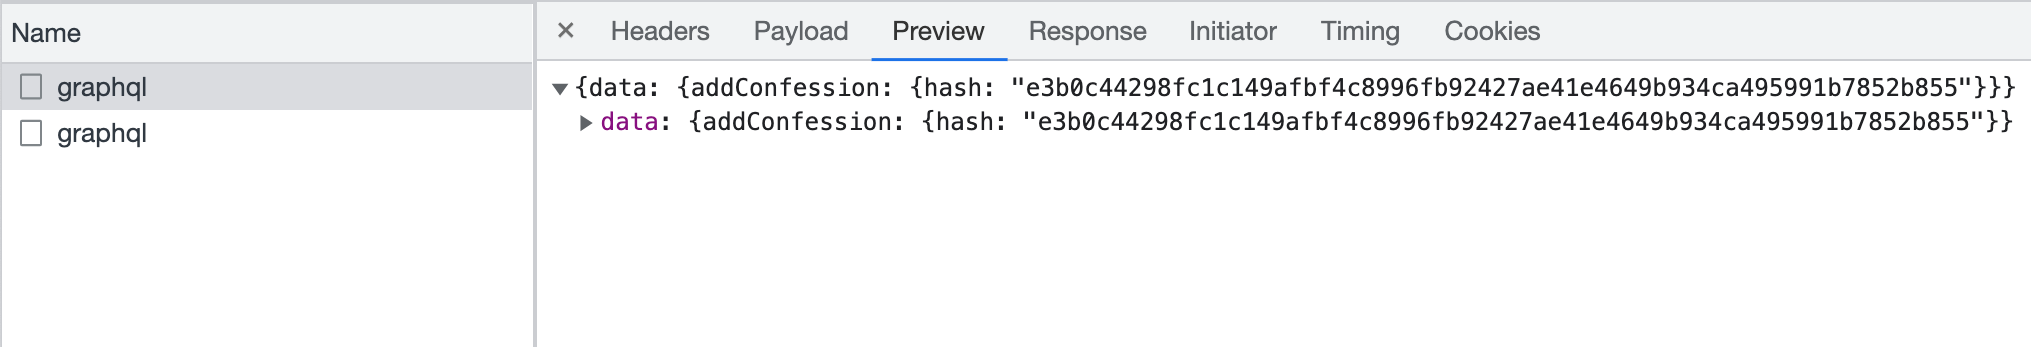 Name
× Headers Payload Preview Response Initiator Timing Cookies
graphql
graphql
▼{data: {addConfession: {hash: "e3b0c44298fc1c149afbf4c8996fb92427ae41e4649b934ca495991b7852b855"}}}
▶data: {addConfession: {hash: "e3b0c44298fc1c149afbf4c8996fb92427ae41e4649b934ca495991b7852b855"}}